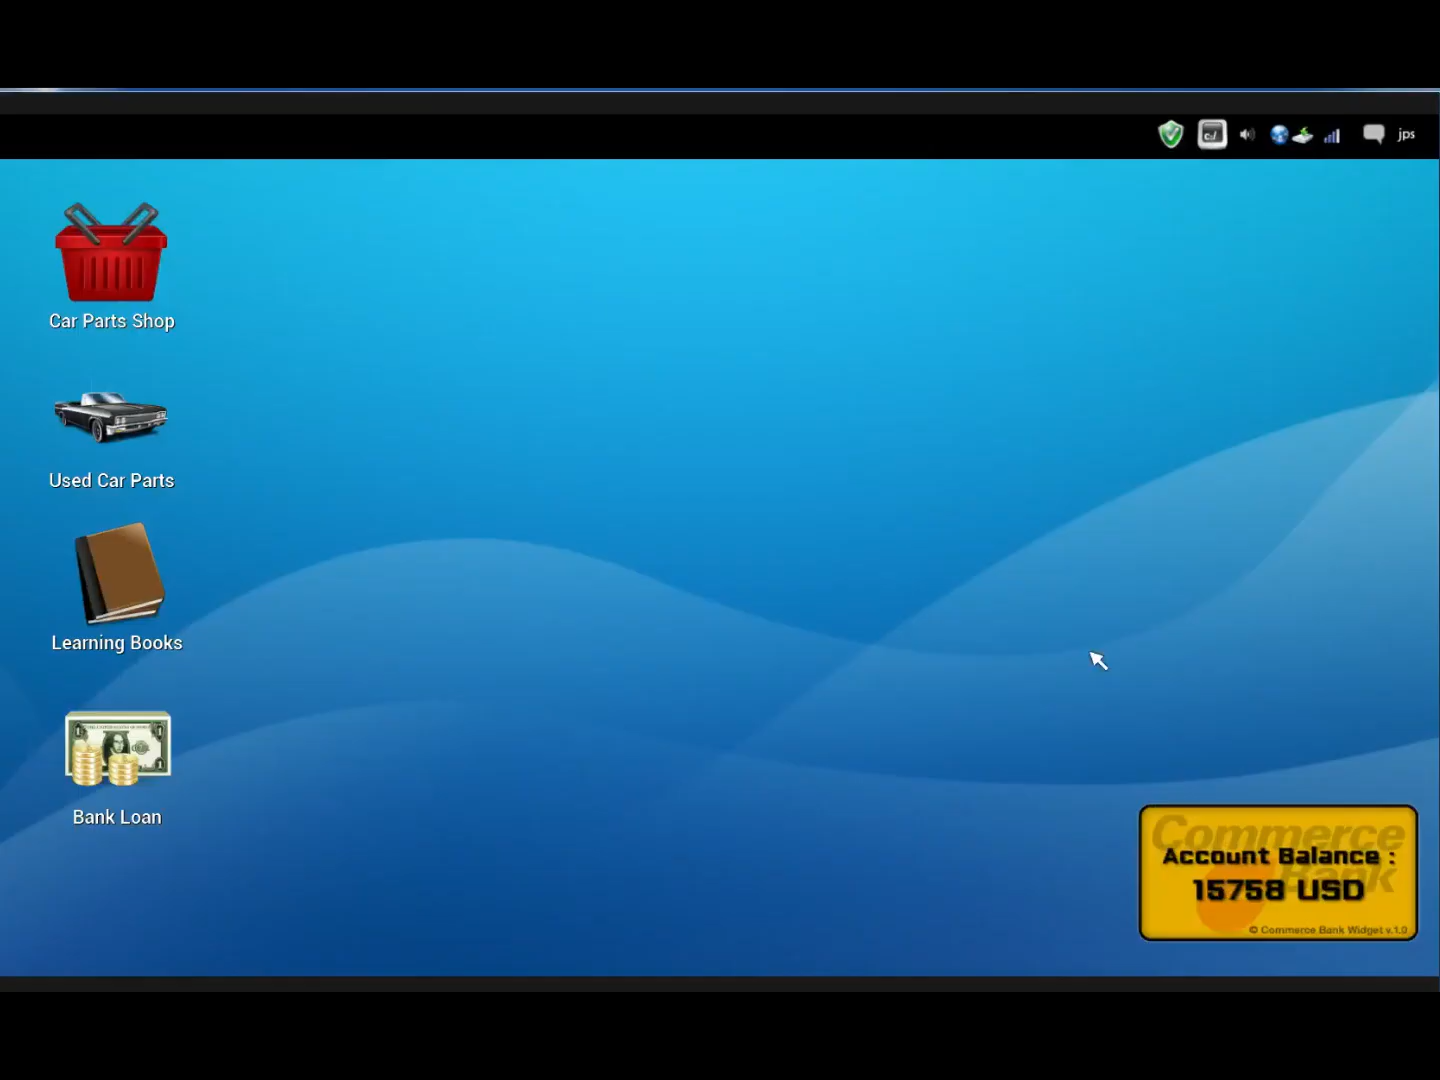 c:/
jps
Car Parts Shop
Used Car Parts
Learning Books
Bank Loan
Commerce Bank
Account Balance :
15758 USD
© Commerce Bank Widget v.1.0